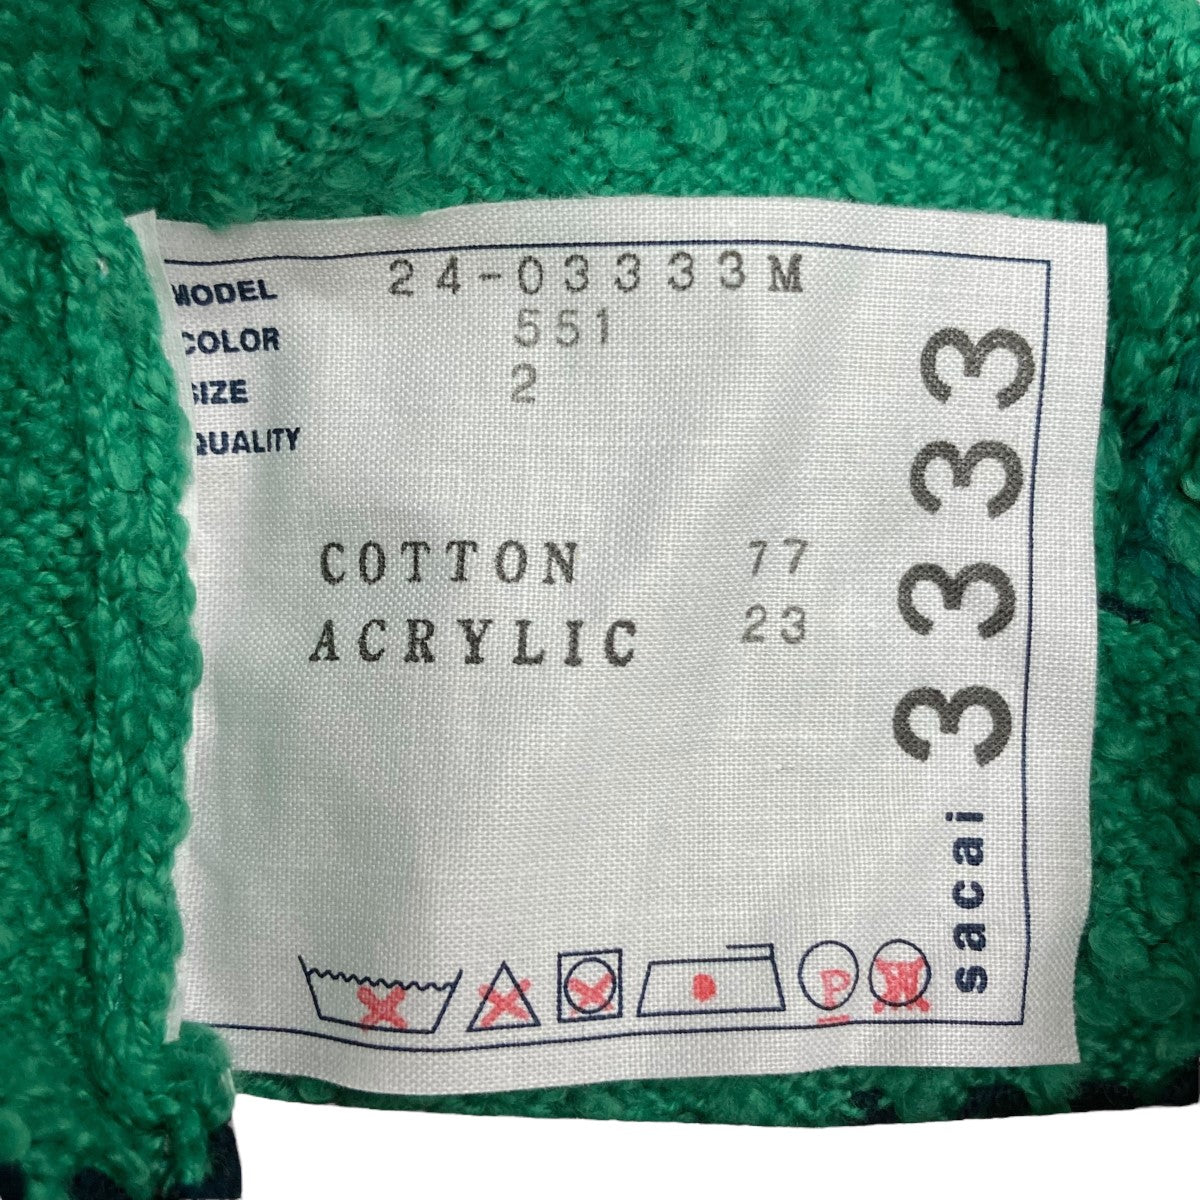 MODEL 24-03333M
COLOR 551
SIZE 2
QUALITY
COTTON 77
ACRYLIC 23
sacai 3333
P
W